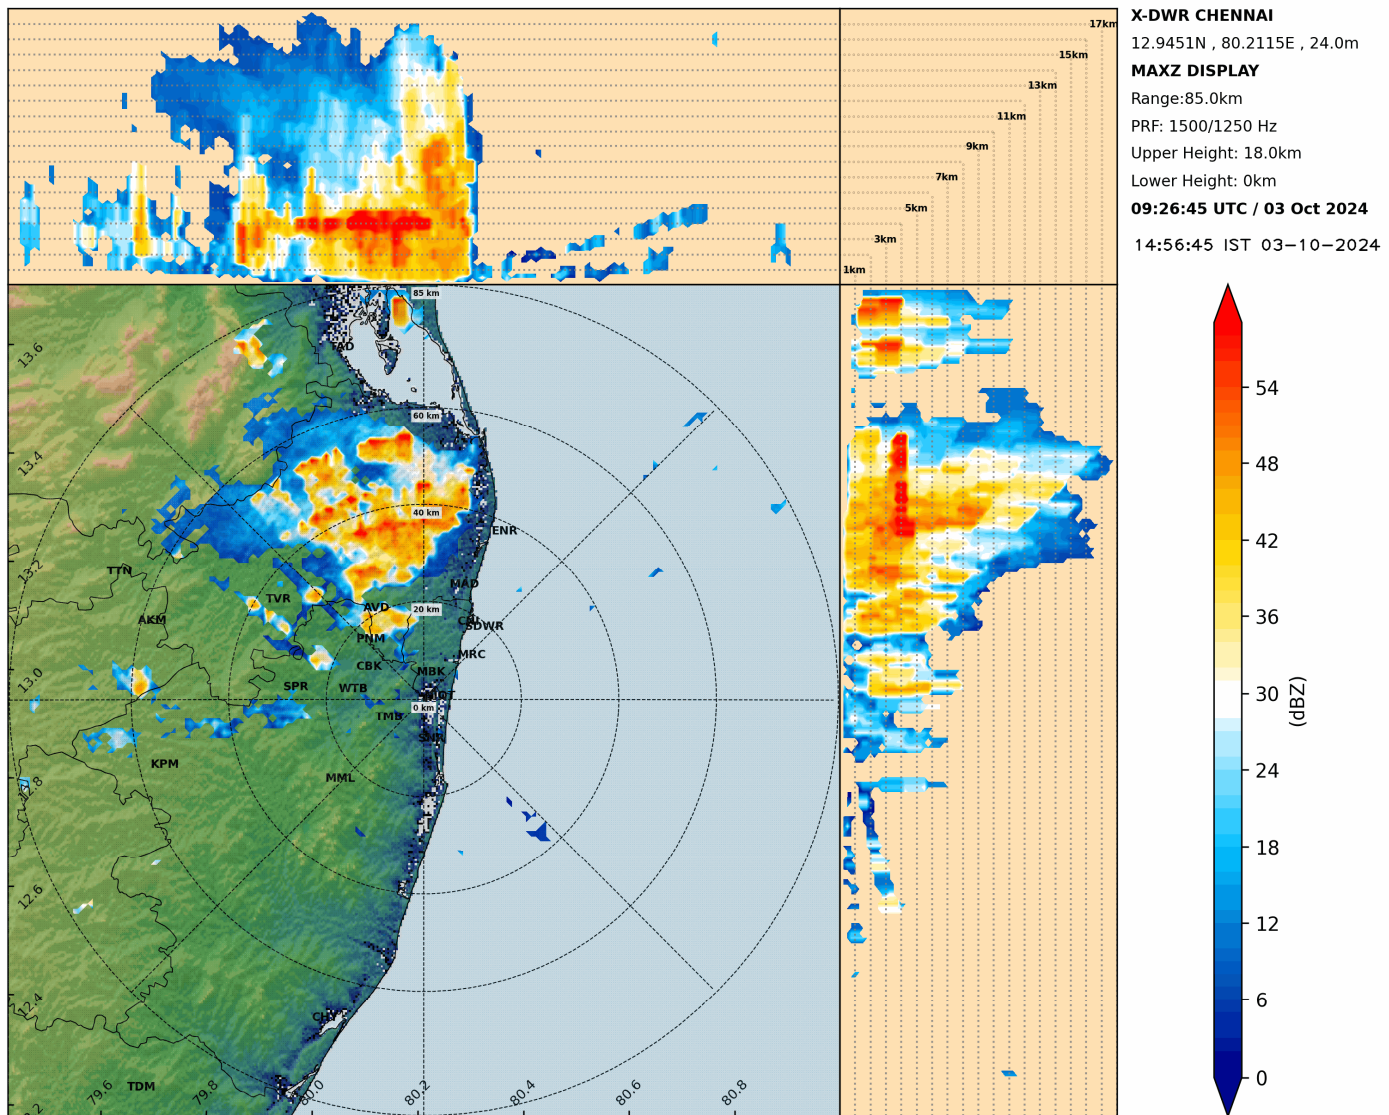 X-DWR CHENNAI
12.9451N , 80.2115E , 24.0m
MAXZ DISPLAY
Range:85.0km
PRF: 1500/1250 Hz
Upper Height: 18.0km
Lower Height: 0km
09:26:45 UTC / 03 Oct 2024
14:56:45 IST 03-10-2024
17km
15km
13km
11km
9km
7km
5km
3km
1km
85 km
60 km
40 km
20 km
0 km
13.6
13.4
13.2
13.0
12.8
12.6
12.4
79.6
79.8
80.0
80.2
80.4
80.6
80.8
ENR
TTN
TVR
MAD
AVD
AKM
SDWR
PNM
MRC
CBK
MBK
SPR
WTB
TMB
SNR
KPM
MML
TDM
54
48
42
36
30
24
18
12
6
0
(dBZ)